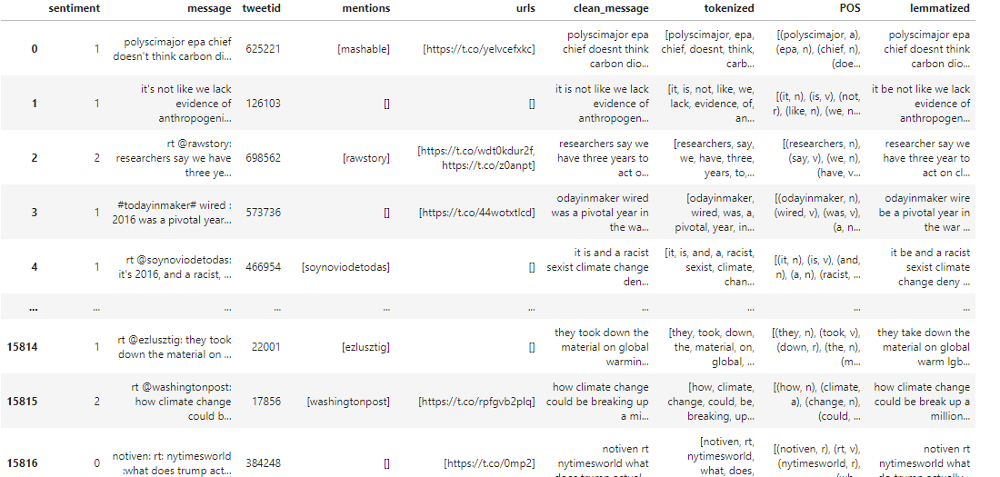 sentiment message tweetid mentions urls clean_message tokenized POS lemmatized
0 1 polyscimajor epa chief doesn't think carbon di... 625221 [mashable] [https://t.co/yelvcefxkc] polyscimajor epa chief doesnt think carbon dio... [polyscimajor, epa, chief, doesnt, think, carb... [(polyscimajor, a), (epa, n), (chief, n), (doe... polyscimajor epa chief doesnt think carbon dio...
1 1 it's not like we lack evidence of anthropogeni... 126103 [] [] it is not like we lack evidence of anthropogen... [it, is, not, like, we, lack, evidence, of, an... [(it, n), (is, v), (not, r), (like, n), (we, n... it be not like we lack evidence of anthropogen...
2 2 rt @rawstory: researchers say we have three ye... 698562 [rawstory] [https://t.co/wdt0kdur2f, https://t.co/z0anpt] researchers say we have three years to act o... [researchers, say, we, have, three, years, to,... [(researchers, n), (say, v), (we, n), (have, v... researcher say we have three year to act on cl...
3 1 #todayinmaker# wired : 2016 was a pivotal year... 573736 [] [https://t.co/44wotxtlcd] odayinmaker wired was a pivotal year in the wa... [odayinmaker, wired, was, a, pivotal, year, in... [(odayinmaker, n), (wired, v), (was, v), (a, n... odayinmaker wire be a pivotal year in the war ...
4 1 rt @soynoviodetodas: it's 2016, and a racist, ... 466954 [soynoviodetodas] [] it is and a racist sexist climate change den... [it, is, and, a, racist, sexist, climate, chan... [(it, n), (is, v), (and, n), (a, n), (racist, ... it be and a racist sexist climate change deny ...
... ... ... ... ... ... ... ... ... ...
15814 1 rt @ezlusztig: they took down the material on ... 22001 [ezlusztig] [] they took down the material on global warmin... [they, took, down, the, material, on, global, ... [(they, n), (took, v), (down, r), (the, n), (m... they take down the material on global warm lgb...
15815 2 rt @washingtonpost: how climate change could b... 17856 [washingtonpost] [https://t.co/rpfgvb2plq] how climate change could be breaking up a mi... [how, climate, change, could, be, breaking, up... [(how, n), (climate, a), (change, n), (could, ... how climate change could be break up a million...
15816 0 notiven: rt: nytimesworld :what does trump act... 384248 [] [https://t.co/0mp2] notiven rt nytimesworld what [notiven, rt, nytimesworld, what, does, [(notiven, r), (rt, v), (nytimesworld, r), notiven rt nytimesworld what